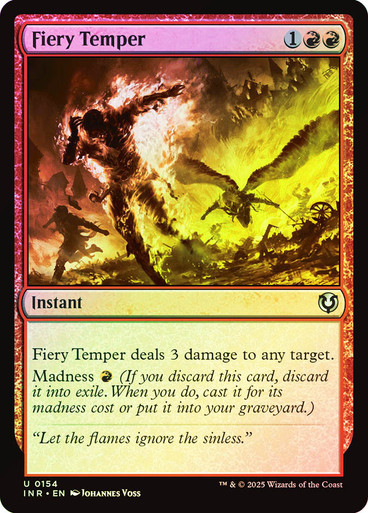 Fiery Temper 1
Instant
Fiery Temper deals 3 damage to any target.
Madness (If you discard this card, discard
it into exile. When you do, cast it for its
madness cost or put it into your graveyard.)
“Let the flames ignore the sinless.”
U 0154
INR • EN Johannes Voss
™ & © 2025 Wizards of the Coast